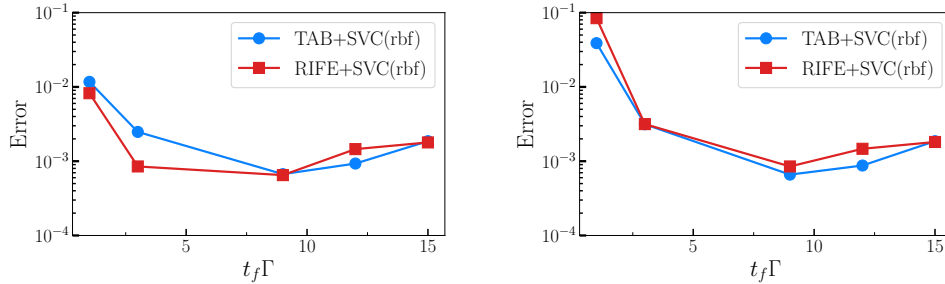 10⁻¹
10⁻²
10⁻³
10⁻⁴
Error
TAB+SVC(rbf)
RIFE+SVC(rbf)
5
10
15
t_fΓ
10⁻¹
10⁻²
10⁻³
10⁻⁴
Error
TAB+SVC(rbf)
RIFE+SVC(rbf)
5
10
15
t_fΓ